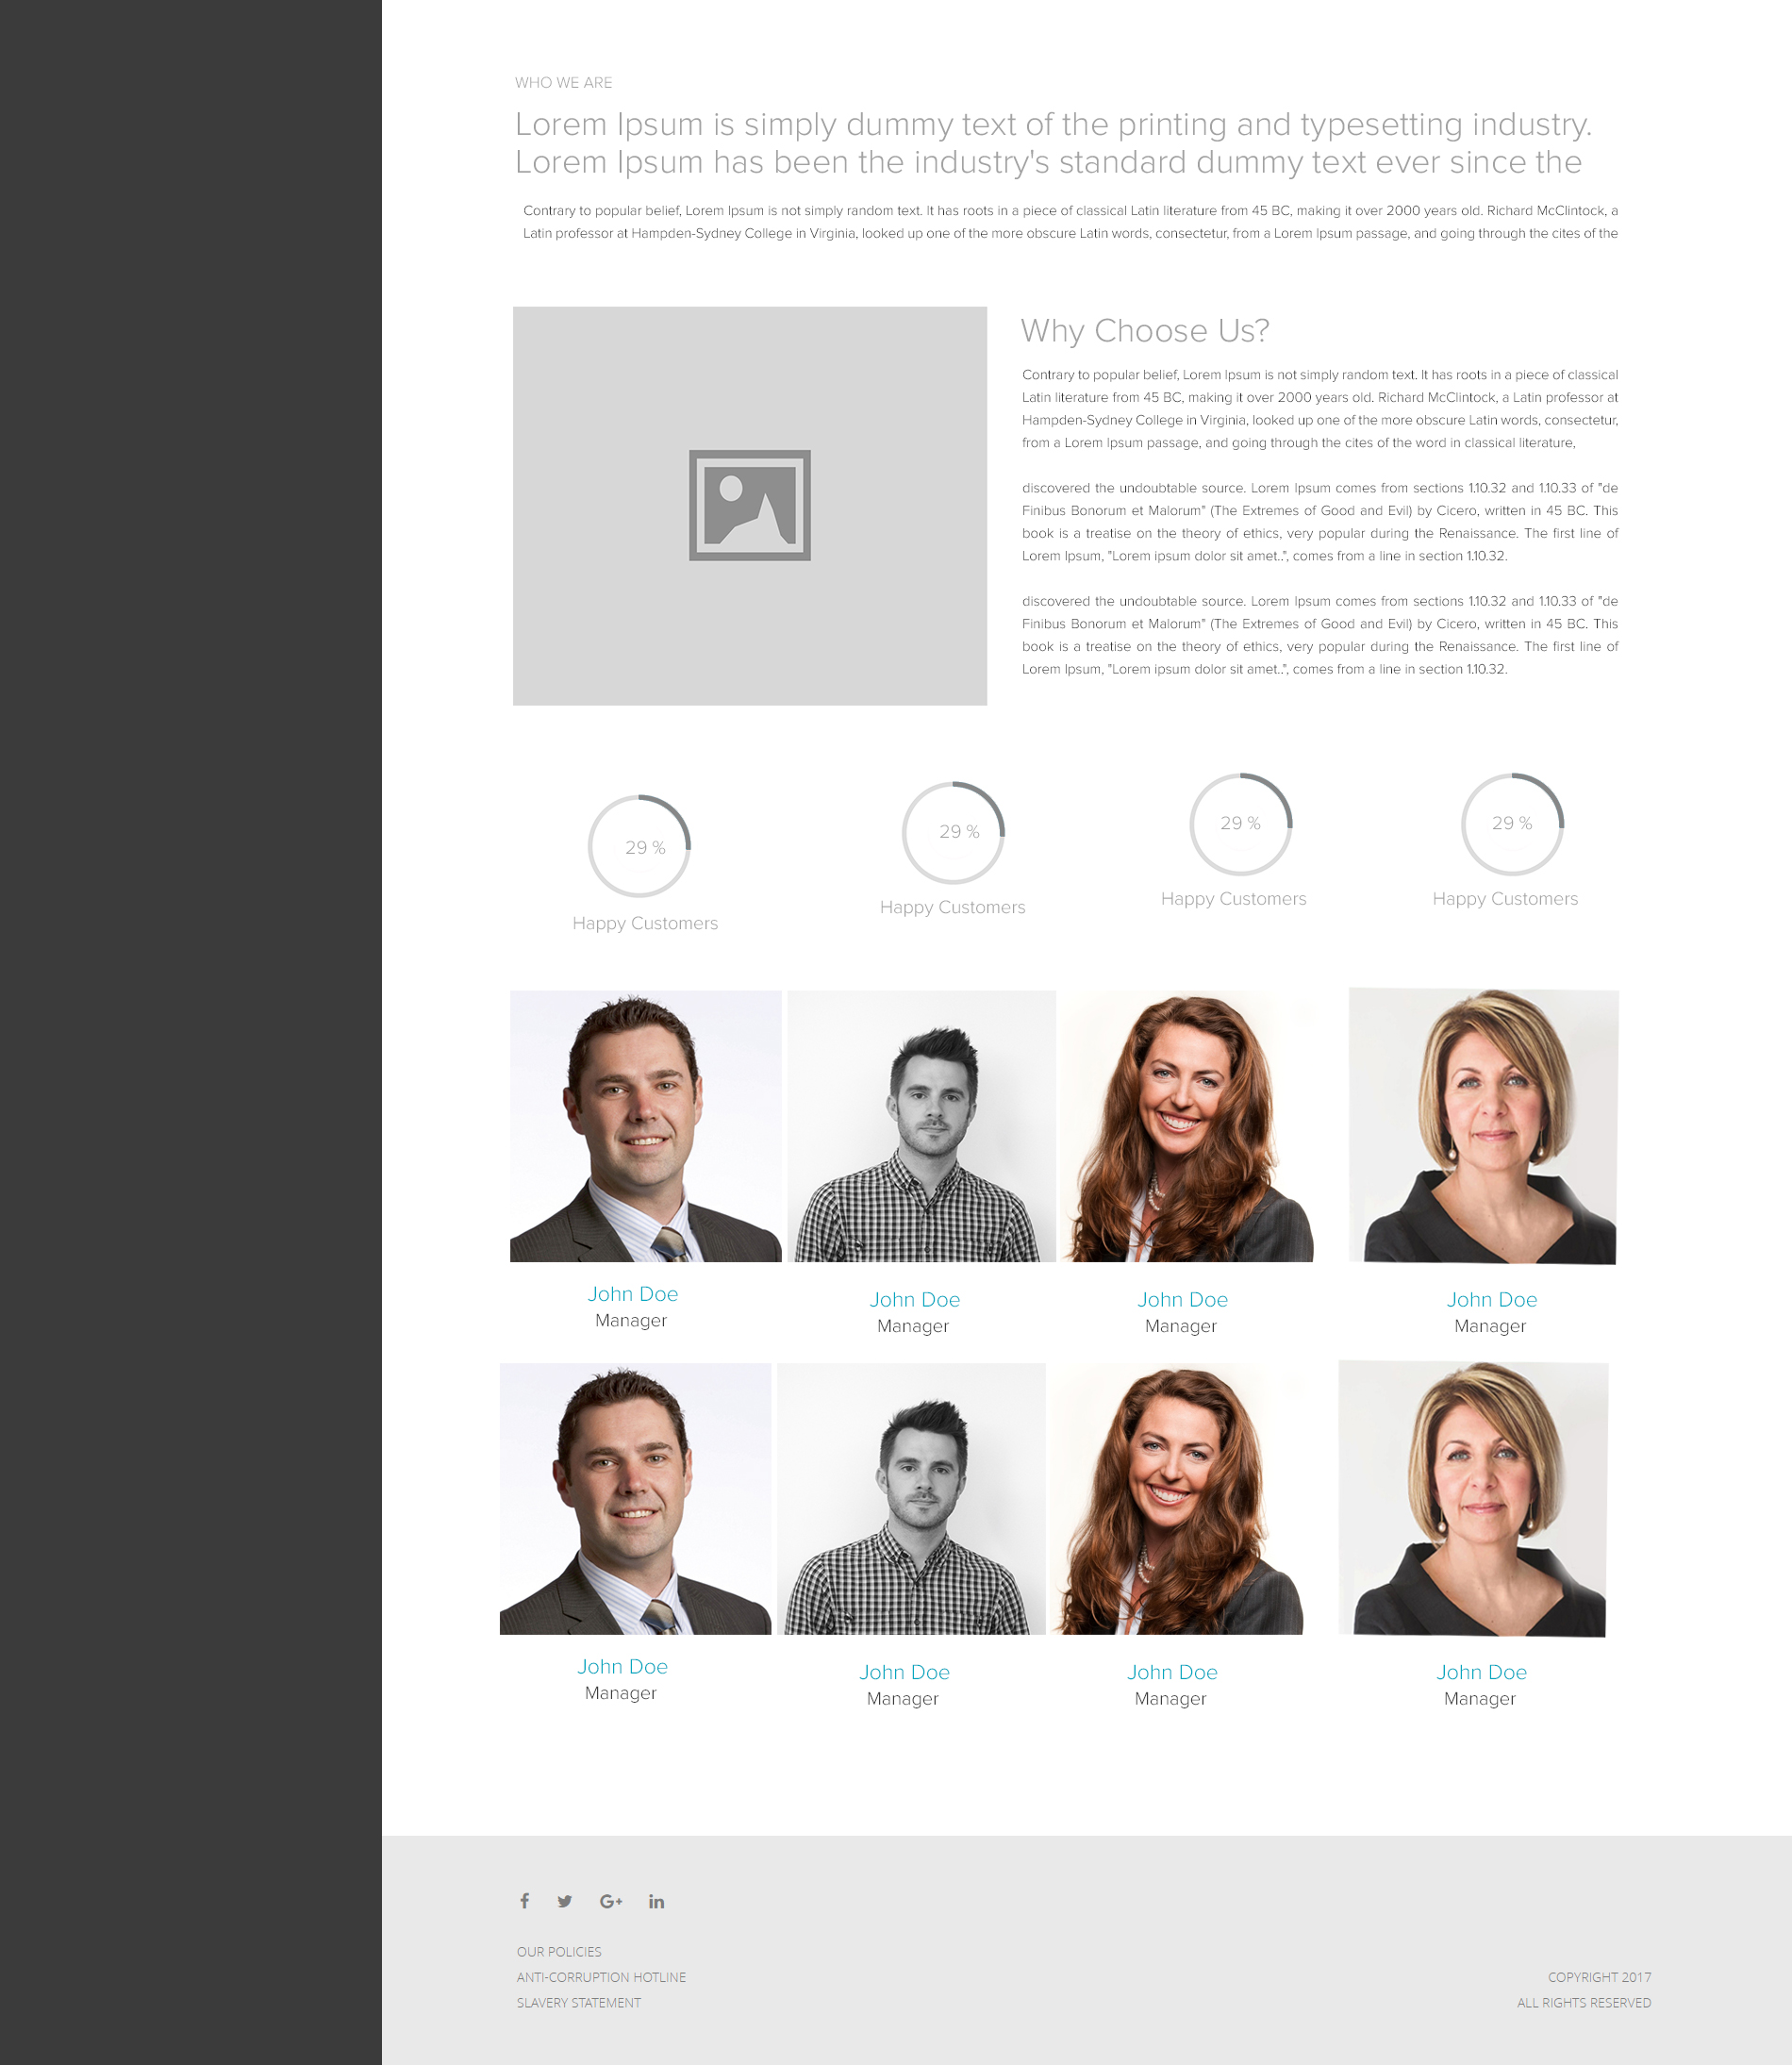 WHO WE ARE
Lorem Ipsum is simply dummy text of the printing and typesetting industry.
Lorem Ipsum has been the industry's standard dummy text ever since the
Contrary to popular belief, Lorem Ipsum is not simply random text. It has roots in a piece of classical Latin literature from 45 BC, making it over 2000 years old. Richard McClintock, a
Latin professor at Hampden-Sydney College in Virginia, looked up one of the more obscure Latin words, consectetur, from a Lorem Ipsum passage, and going through the cites of the
Why Choose Us?
Contrary to popular belief, Lorem Ipsum is not simply random text. It has roots in a piece of classical
Latin literature from 45 BC, making it over 2000 years old. Richard McClintock, a Latin professor at
Hampden-Sydney College in Virginia, looked up one of the more obscure Latin words, consectetur,
from a Lorem Ipsum passage, and going through the cites of the word in classical literature,
discovered the undoubtable source. Lorem Ipsum comes from sections 1.10.32 and 1.10.33 of "de
Finibus Bonorum et Malorum" (The Extremes of Good and Evil) by Cicero, written in 45 BC. This
book is a treatise on the theory of ethics, very popular during the Renaissance. The first line of
Lorem Ipsum, "Lorem ipsum dolor sit amet..", comes from a line in section 1.10.32.
discovered the undoubtable source. Lorem Ipsum comes from sections 1.10.32 and 1.10.33 of "de
Finibus Bonorum et Malorum" (The Extremes of Good and Evil) by Cicero, written in 45 BC. This
book is a treatise on the theory of ethics, very popular during the Renaissance. The first line of
Lorem Ipsum, "Lorem ipsum dolor sit amet..", comes from a line in section 1.10.32.
29 %
Happy Customers
29 %
Happy Customers
29 %
Happy Customers
29 %
Happy Customers
John Doe
Manager
John Doe
Manager
John Doe
Manager
John Doe
Manager
John Doe
Manager
John Doe
Manager
John Doe
Manager
John Doe
Manager
OUR POLICIES
ANTI-CORRUPTION HOTLINE
SLAVERY STATEMENT
COPYRIGHT 2017
ALL RIGHTS RESERVED